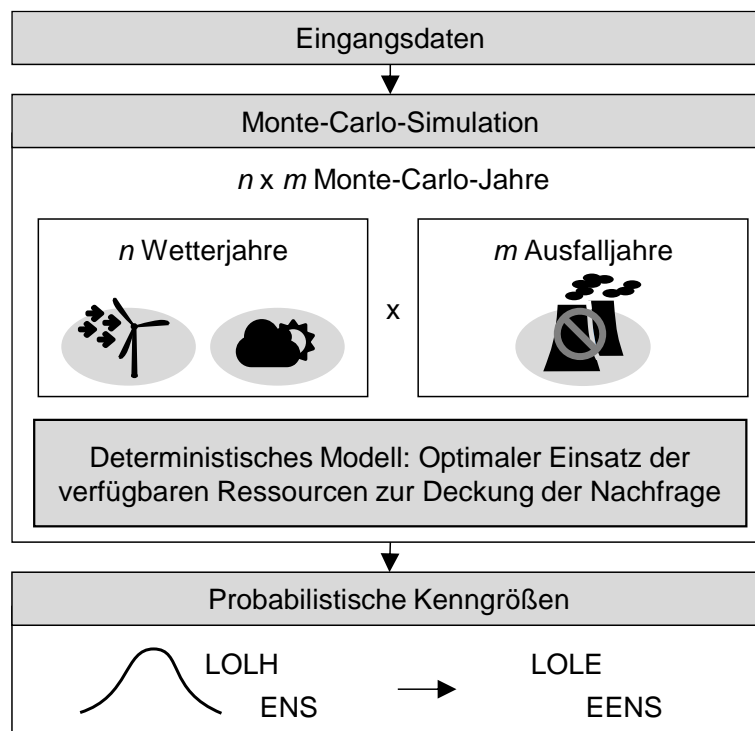 Eingangsdaten
Monte-Carlo-Simulation
n x m Monte-Carlo-Jahre
n Wetterjahre
x
m Ausfalljahre
Deterministisches Modell: Optimaler Einsatz der
verfügbaren Ressourcen zur Deckung der Nachfrage
Probabilistische Kenngrößen
LOLH
LOLE
ENS
EENS